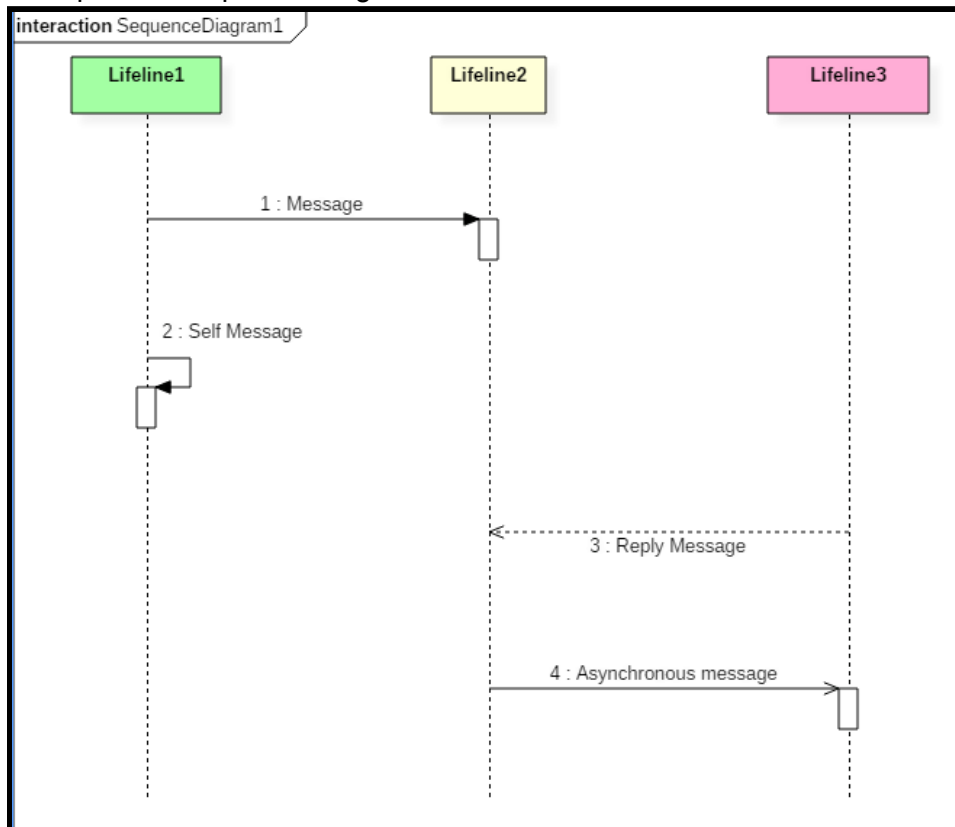 interaction SequenceDiagram1
Lifeline1
Lifeline2
Lifeline3
1 : Message
2 : Self Message
3 : Reply Message
4 : Asynchronous message